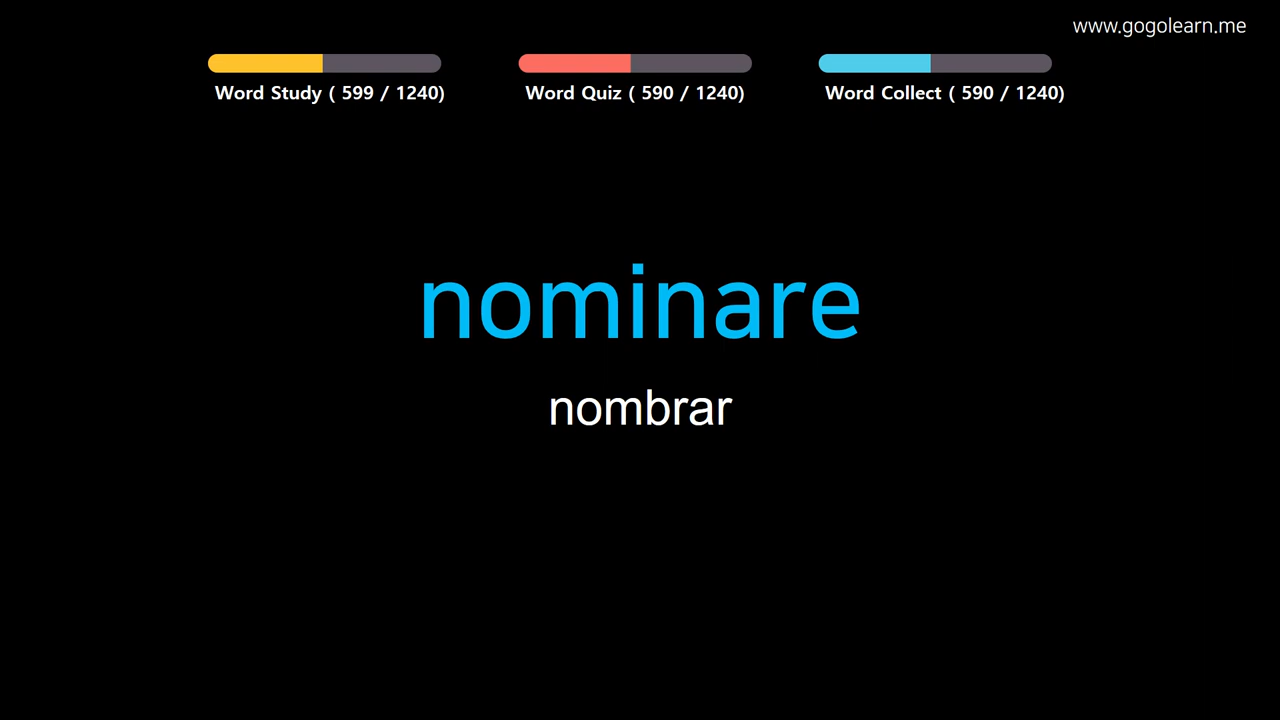 www.gogolearn.me
Word Study ( 599 / 1240)
Word Quiz ( 590 / 1240)
Word Collect ( 590 / 1240)
nominare
nombrar